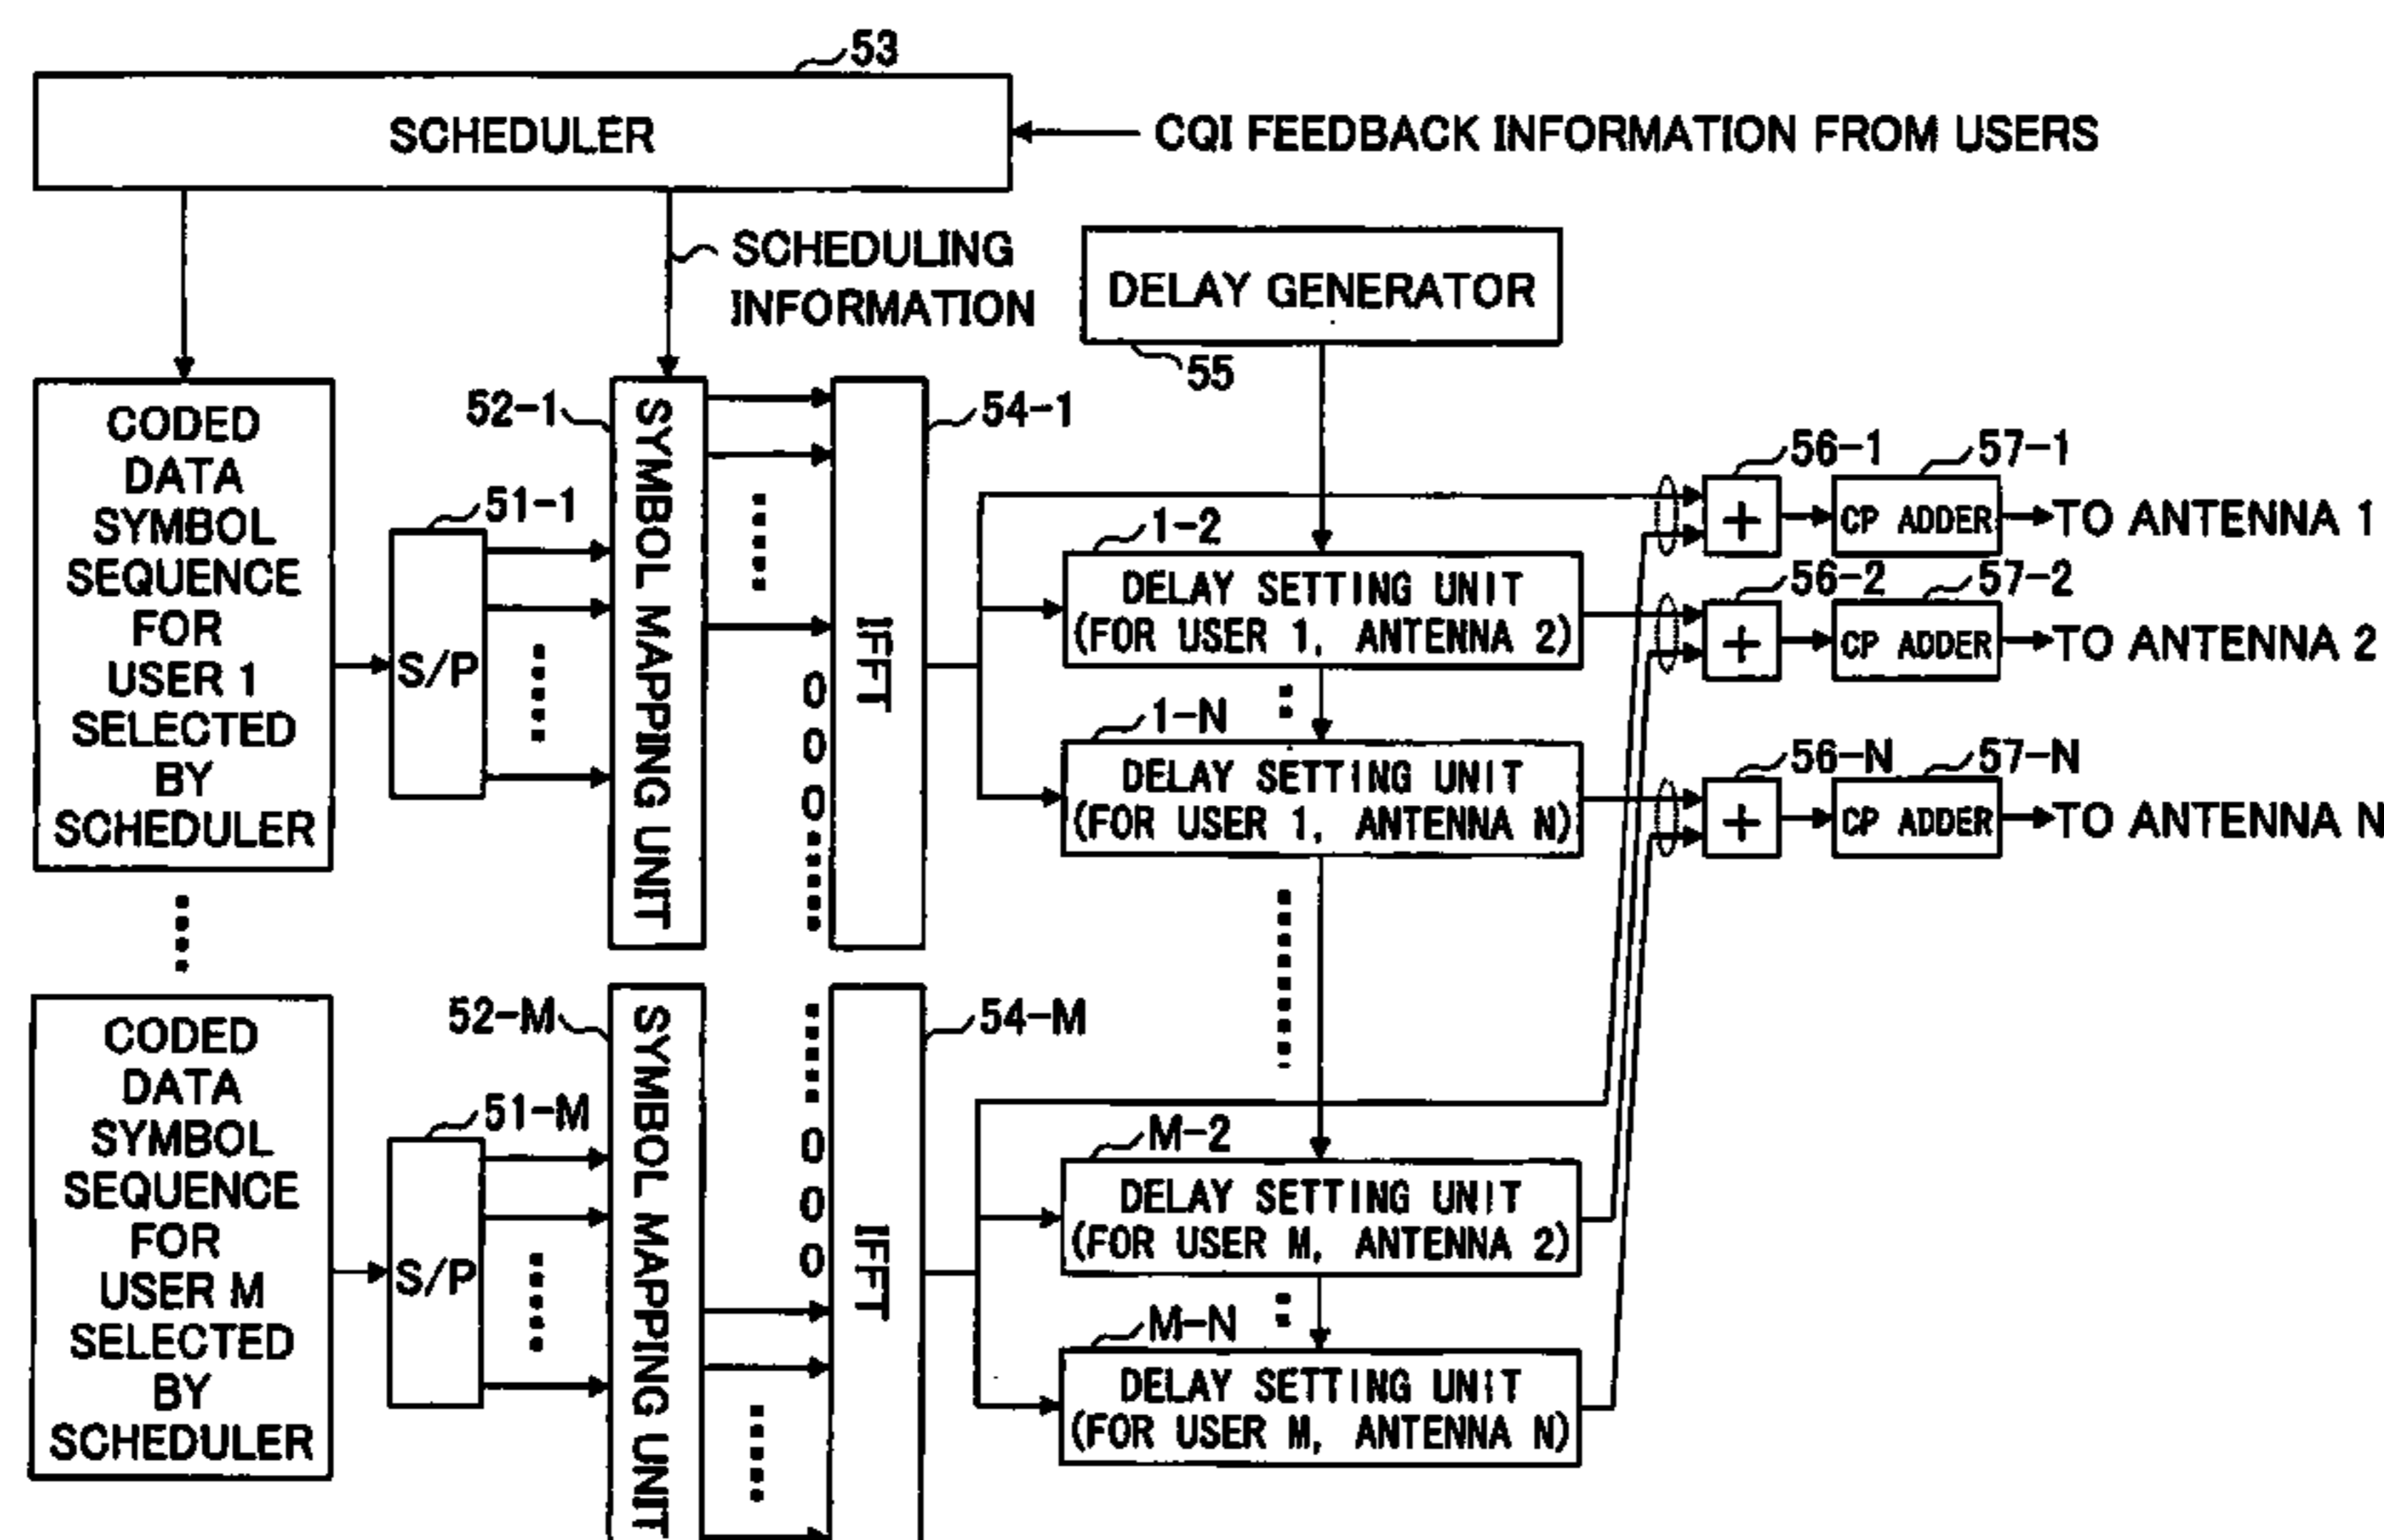 53
SCHEDULER
CQI FEEDBACK INFORMATION FROM USERS
SCHEDULING
INFORMATION
DELAY GENERATOR
55
CODED
DATA
SYMBOL
SEQUENCE
FOR
USER 1
SELECTED
BY
SCHEDULER
51-1
S/P
52-1
SYMBOL MAPPING UNIT
0
0
0
54-1
IFFT
1-2
DELAY SETTING UNIT
(FOR USER 1, ANTENNA 2)
1-N
DELAY SETTING UNIT
(FOR USER 1, ANTENNA N)
56-1
+
57-1
CP ADDER
TO ANTENNA 1
56-2
+
57-2
CP ADDER
TO ANTENNA 2
56-N
+
57-N
CP ADDER
TO ANTENNA N
CODED
DATA
SYMBOL
SEQUENCE
FOR
USER M
SELECTED
BY
SCHEDULER
51-M
S/P
52-M
SYMBOL MAPPING UNIT
0
0
0
54-M
IFFT
M-2
DELAY SETTING UNIT
(FOR USER M, ANTENNA 2)
M-N
DELAY SETTING UNIT
(FOR USER M, ANTENNA N)